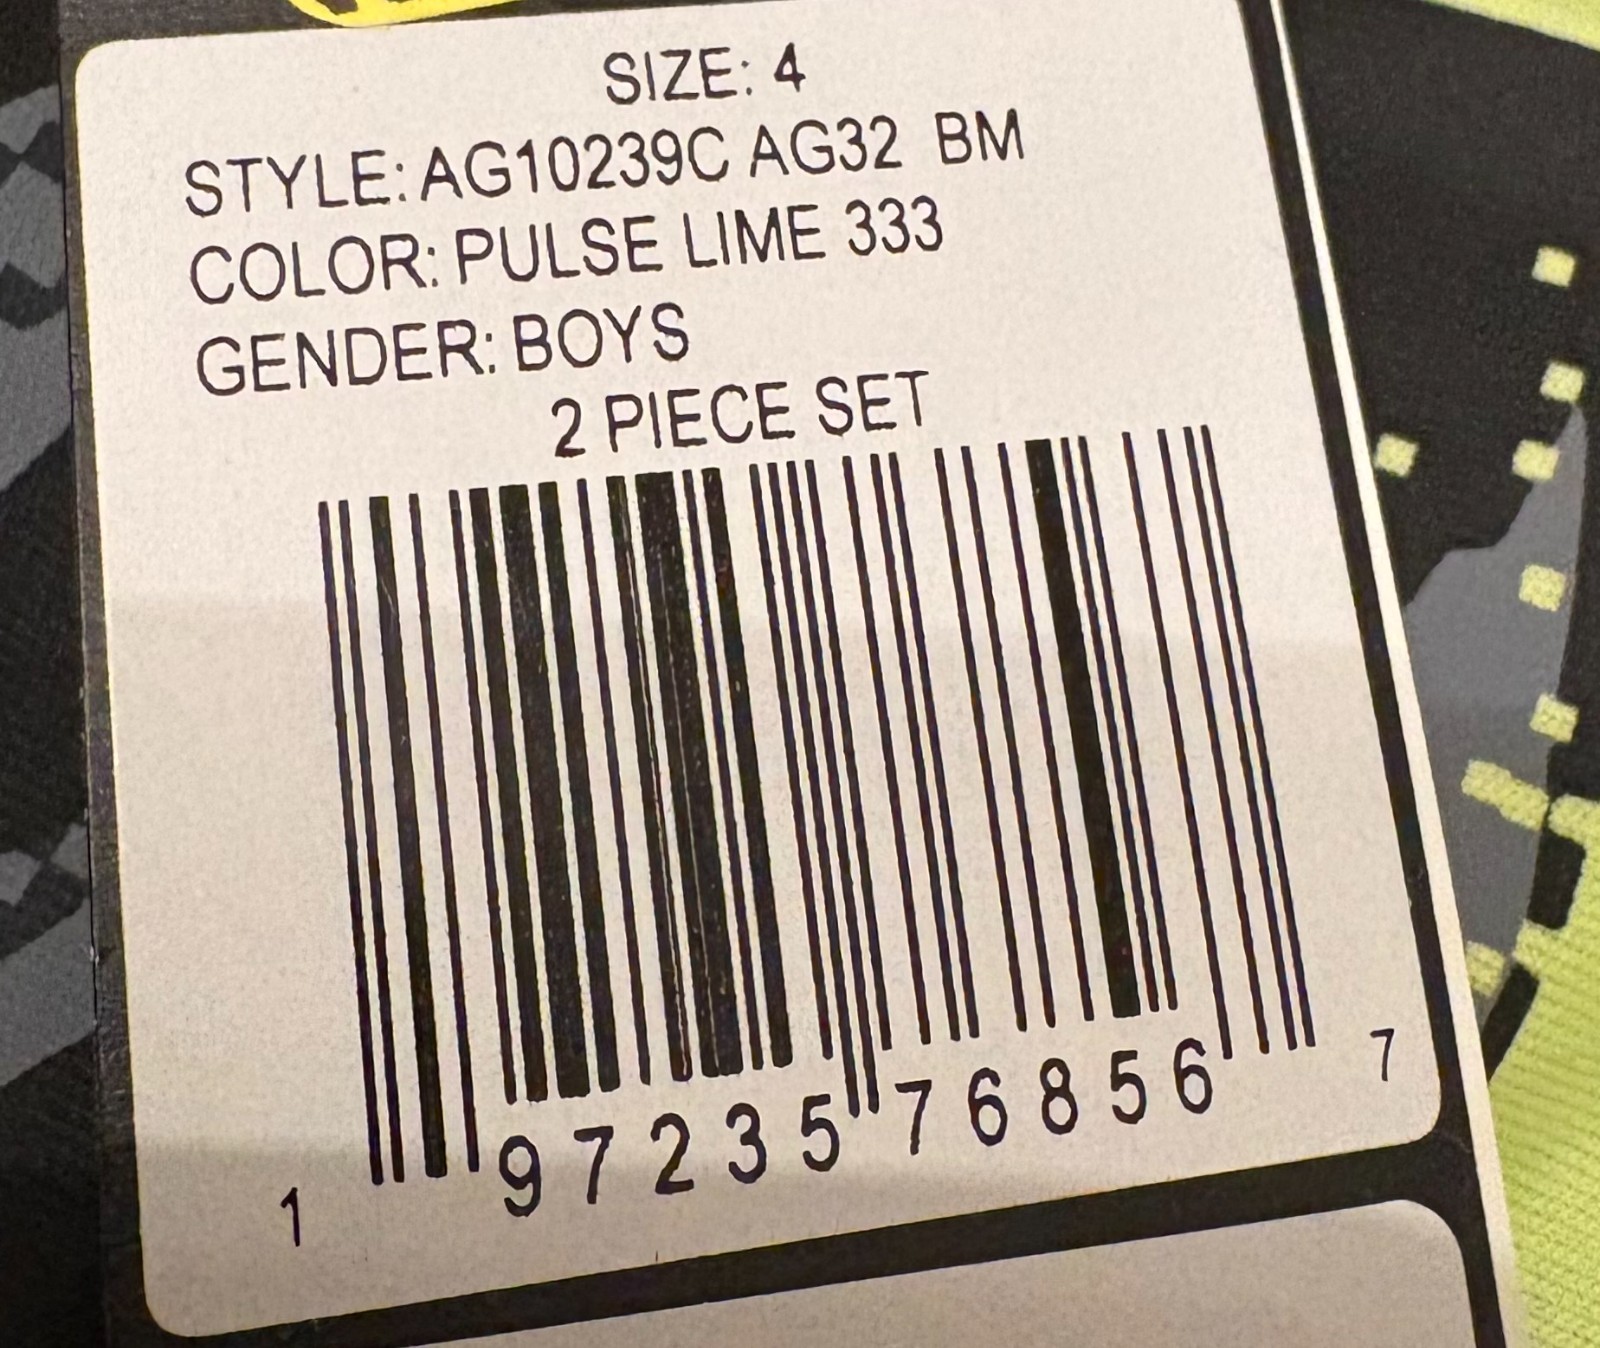 SIZE: 4
STYLE: AG10239C AG32 BM
COLOR: PULSE LIME 333
GENDER: BOYS
2 PIECE SET
1 97235 76856 7